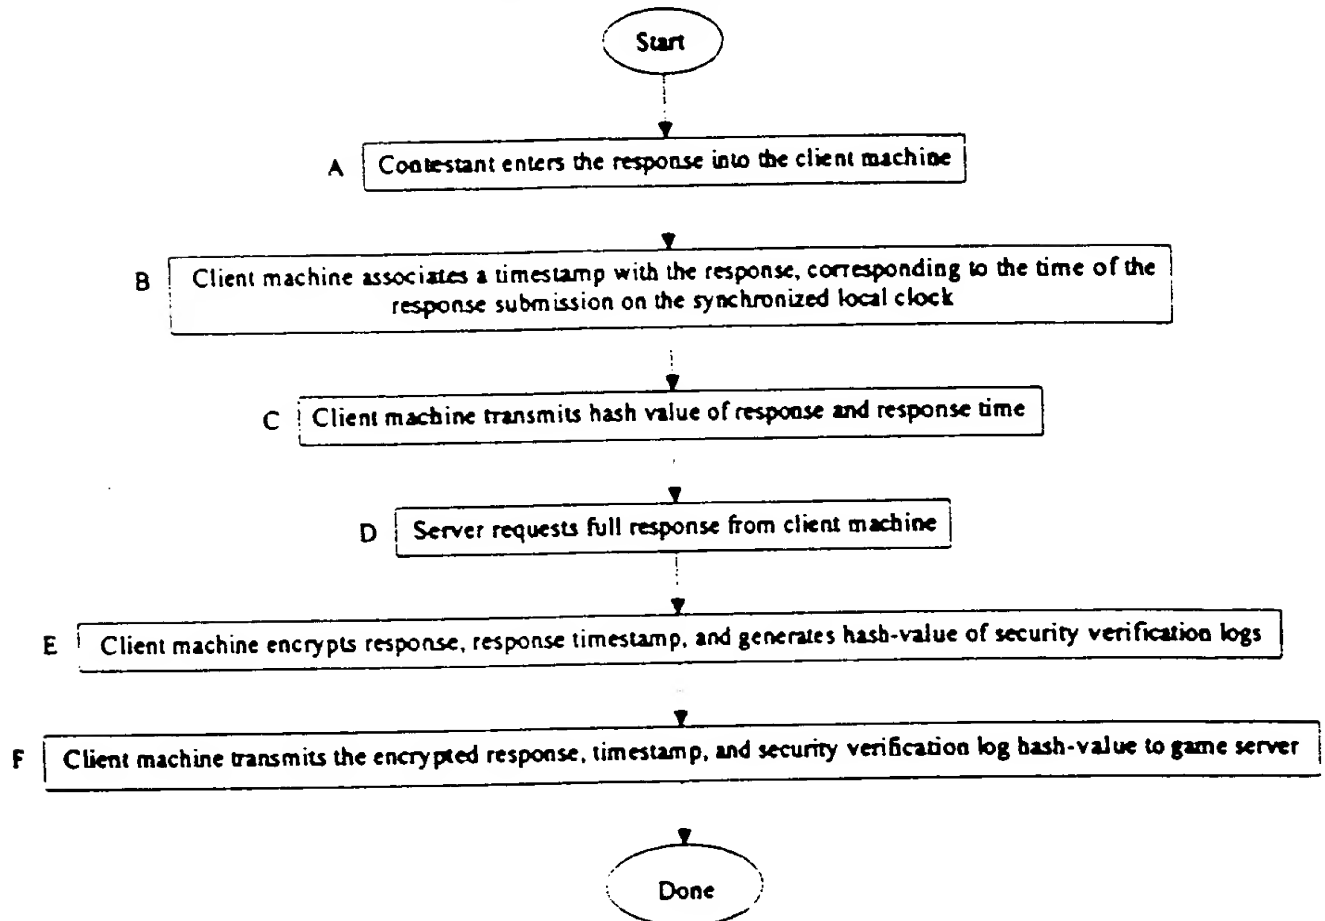 Start
A Contestant enters the response into the client machine
B Client machine associates a timestamp with the response, corresponding to the time of the
response submission on the synchronized local clock
C Client machine transmits hash value of response and response time
D Server requests full response from client machine
E Client machine encrypts response, response timestamp, and generates hash-value of security verification logs
F Client machine transmits the encrypted response, timestamp, and security verification log hash-value to game server
Done